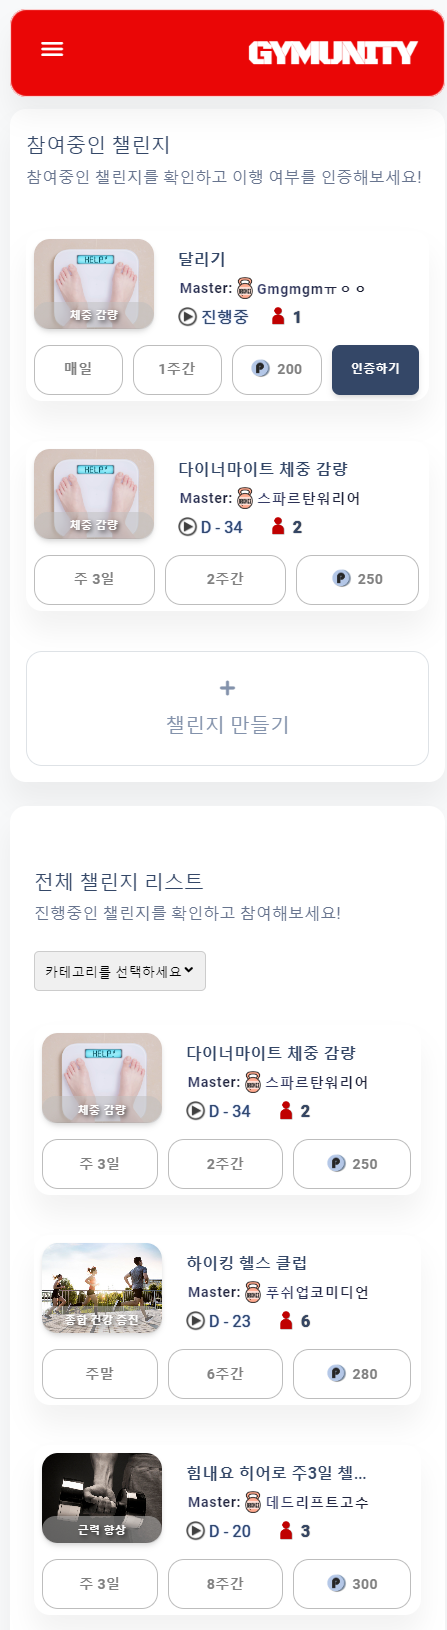 GYMUNITY
참여중인 챌린지
참여중인 챌린지를 확인하고 이행 여부를 인증해보세요!
HELP!
체중 감량
달리기
Master: Gmgmgmㅠㅇㅇ
진행중 1
매일 1주간 P 200 인증하기
HELP!
체중 감량
다이너마이트 체중 감량
Master: 스파르탄워리어
D - 34 2
주 3일 2주간 P 250
+
챌린지 만들기
전체 챌린지 리스트
진행중인 챌린지를 확인하고 참여해보세요!
카테고리를 선택하세요
HELP!
체중 감량
다이너마이트 체중 감량
Master: 스파르탄워리어
D - 34 2
주 3일 2주간 P 250
종합 건강 증진
하이킹 헬스 클럽
Master: 푸쉬업코미디언
D - 23 6
주말 6주간 P 280
근력 향상
힘내요 히어로 주3일 첼...
Master: 데드리프트고수
D - 20 3
주 3일 8주간 P 300